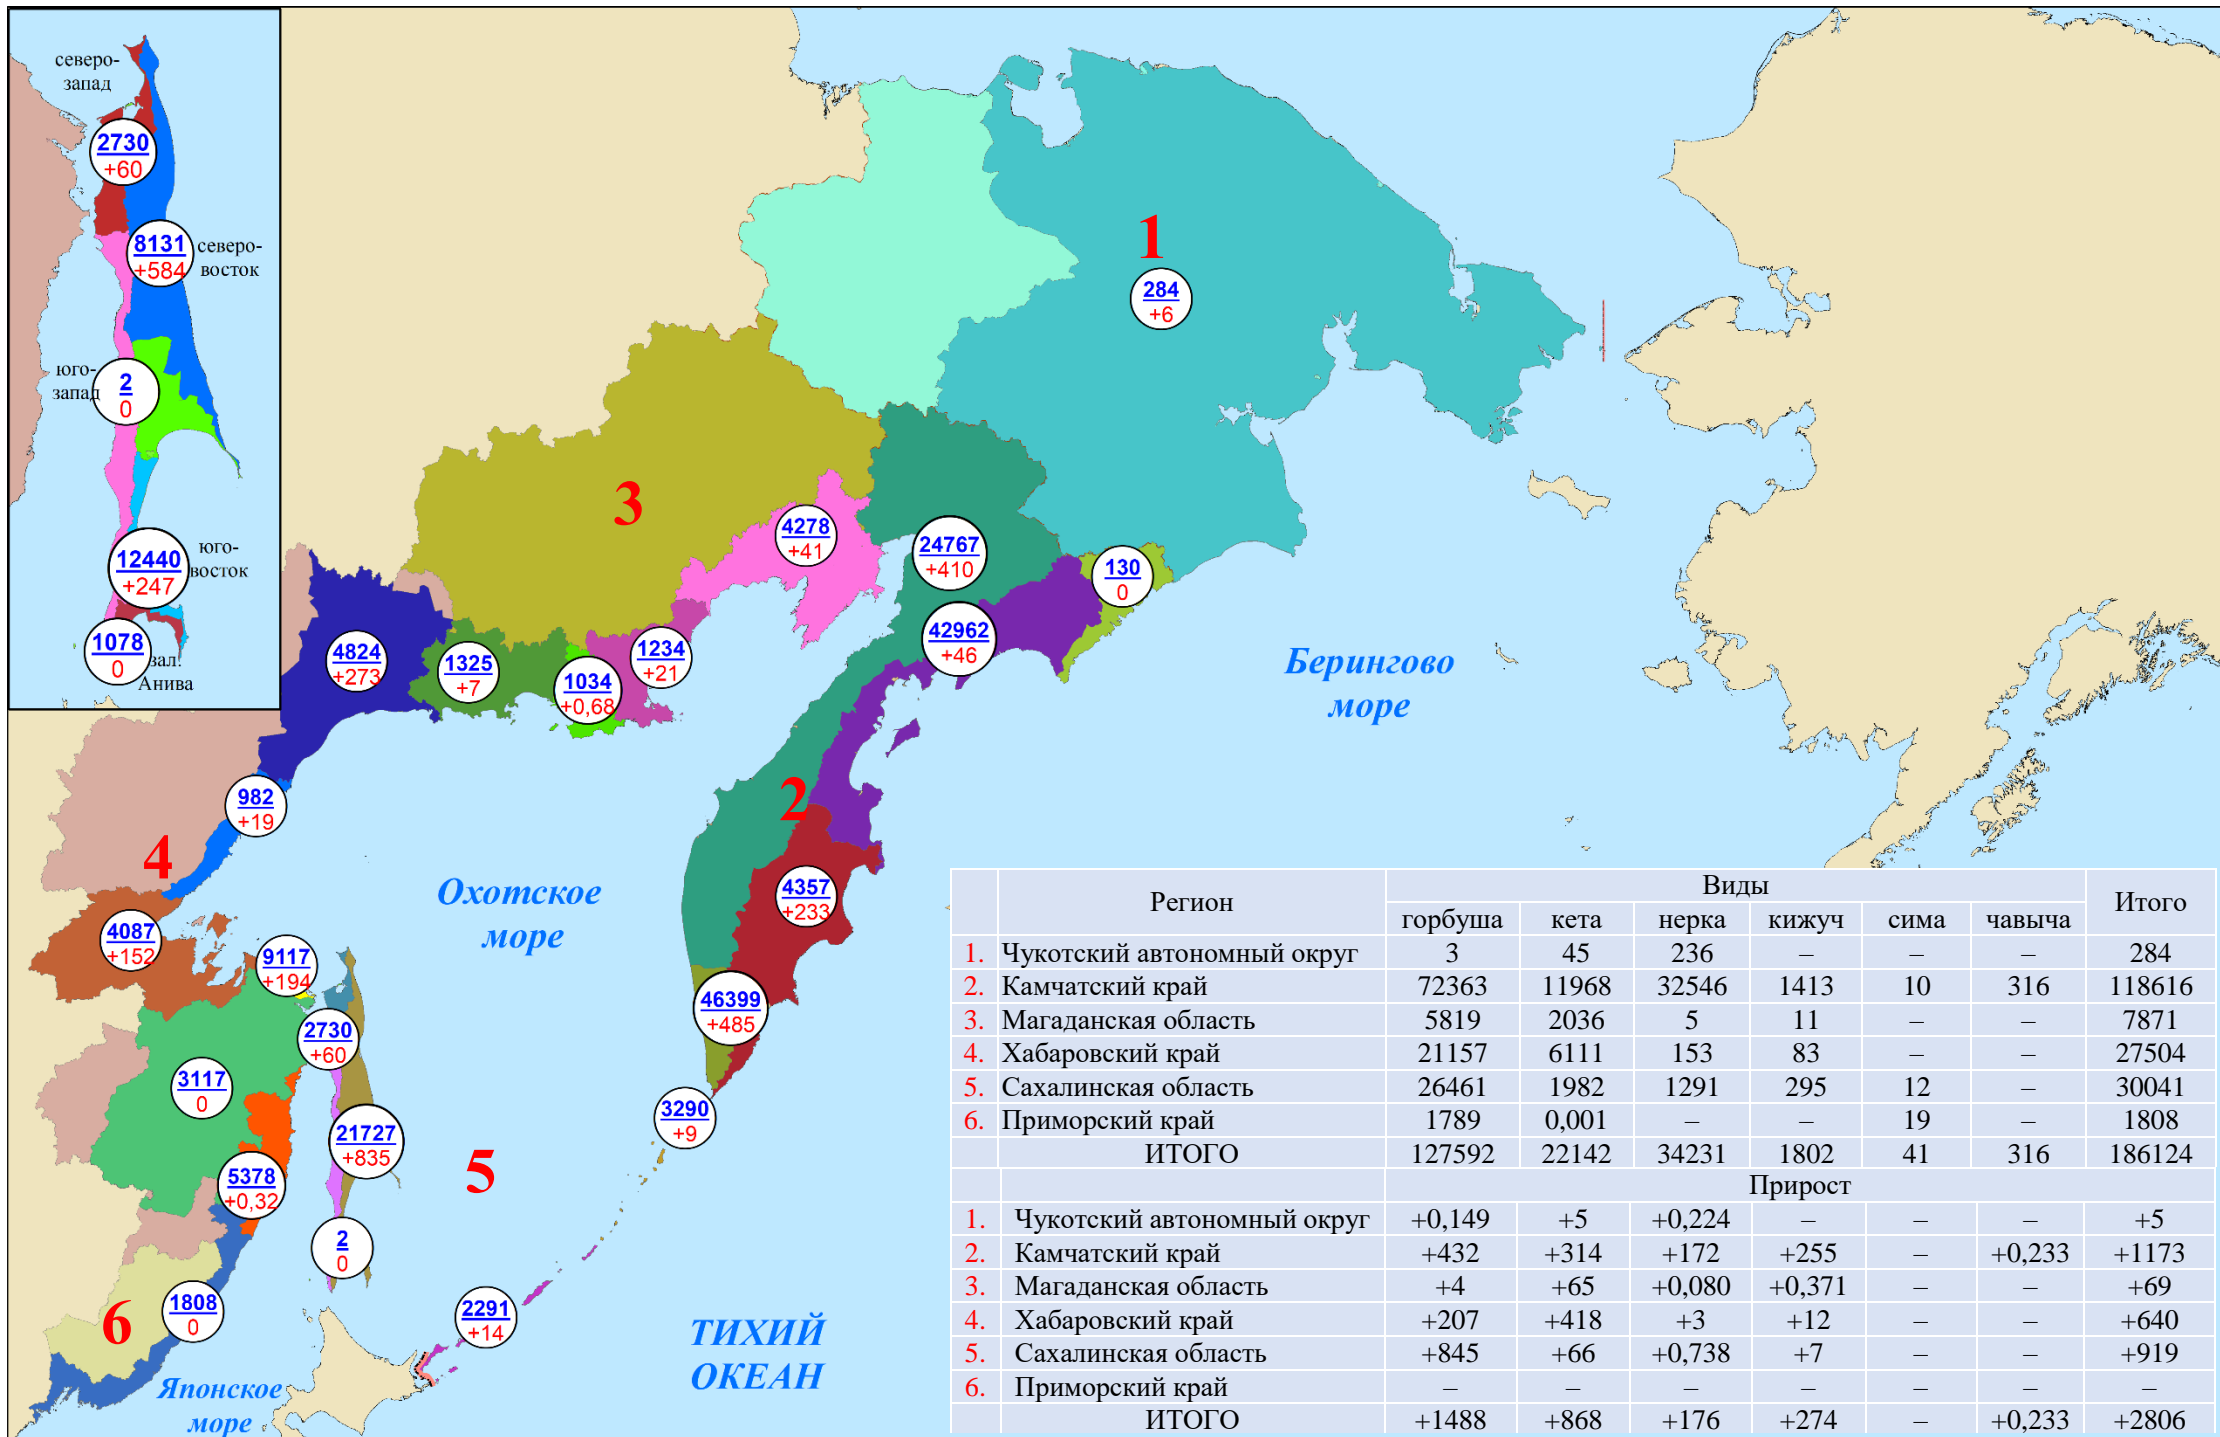 северо-
запад
2730
+60
8131
+584
северо-
восток
юго-
запад
2
0
12440
+247
юго-
восток
1078
0
зал.
Анива
1
284
+6
3
4278
+41
24767
+410
130
0
42962
+46
4824
+273
1325
+7
1034
+0,68
1234
+21
Берингово
море
982
+19
4
2
Охотское
море
4357
+233
4087
+152
9117
+194
46399
+485
2730
+60
3117
0
3290
+9
21727
+835
5
5378
+0,32
2
0
6
1808
0
2291
+14
ТИХИЙ
ОКЕАН
Японское
море
Регион Виды Итого
горбуша кета нерка кижуч сима чавыча
1. Чукотский автономный округ 3 45 236 – – – 284
2. Камчатский край 72363 11968 32546 1413 10 316 118616
3. Магаданская область 5819 2036 5 11 – – 7871
4. Хабаровский край 21157 6111 153 83 – – 27504
5. Сахалинская область 26461 1982 1291 295 12 – 30041
6. Приморский край 1789 0,001 – – 19 – 1808
ИТОГО 127592 22142 34231 1802 41 316 186124
Прирост
1. Чукотский автономный округ +0,149 +5 +0,224 – – – +5
2. Камчатский край +432 +314 +172 +255 – +0,233 +1173
3. Магаданская область +4 +65 +0,080 +0,371 – – +69
4. Хабаровский край +207 +418 +3 +12 – – +640
5. Сахалинская область +845 +66 +0,738 +7 – – +919
6. Приморский край – – – – – – –
ИТОГО +1488 +868 +176 +274 – +0,233 +2806